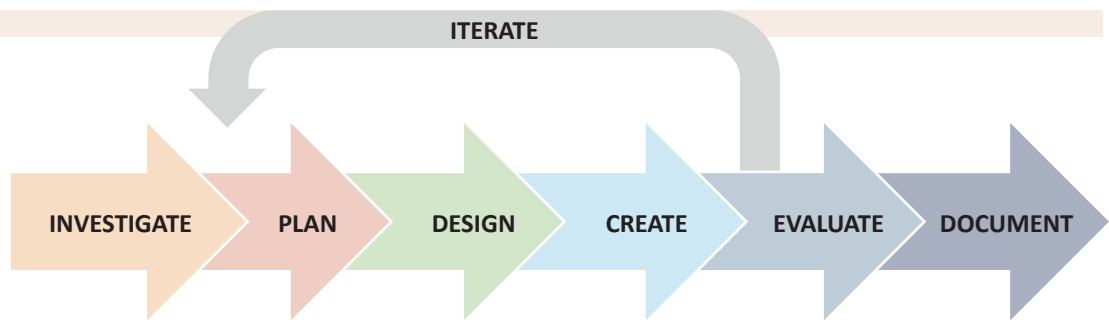 ITERATE
INVESTIGATE
PLAN
DESIGN
CREATE
EVALUATE
DOCUMENT